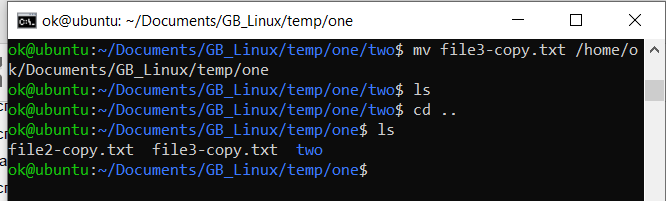 ok@ubuntu: ~/Documents/GB_Linux/temp/one
ok@ubuntu:~/Documents/GB_Linux/temp/one/two$ mv file3-copy.txt /home/o
k/Documents/GB_Linux/temp/one
ok@ubuntu:~/Documents/GB_Linux/temp/one/two$ ls
ok@ubuntu:~/Documents/GB_Linux/temp/one/two$ cd ..
ok@ubuntu:~/Documents/GB_Linux/temp/one$ ls
file2-copy.txt  file3-copy.txt  two
ok@ubuntu:~/Documents/GB_Linux/temp/one$